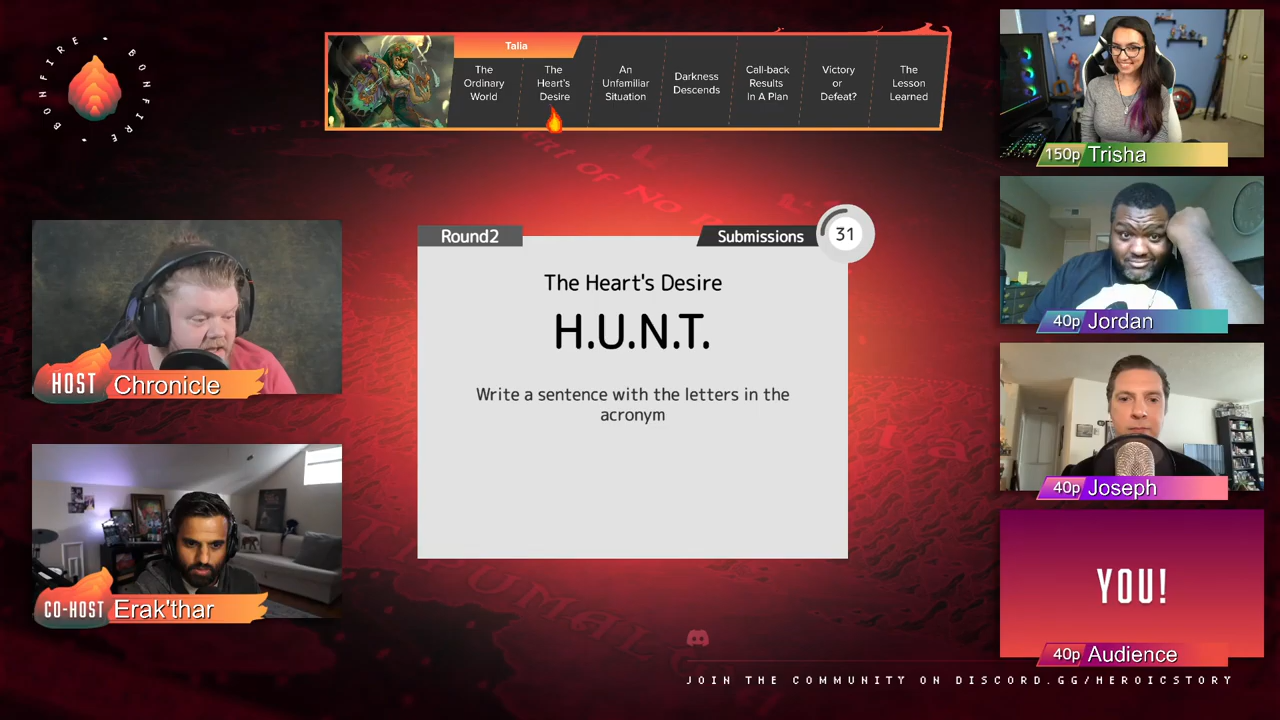 BONFIRE • BONFIRE •
Talia
The
Ordinary
World
The
Heart's
Desire
An
Unfamiliar
Situation
Darkness
Descends
Call-back
Results
In A Plan
Victory
or
Defeat?
The
Lesson
Learned
150p Trisha
Round2
Submissions
31
The Heart's Desire
H.U.N.T.
Write a sentence with the letters in the
acronym
40p Jordan
HOST Chronicle
40p Joseph
CO-HOST Erak'thar
YOU!
40p Audience
JOIN THE COMMUNITY ON DISCORD.GG/HEROICSTORY